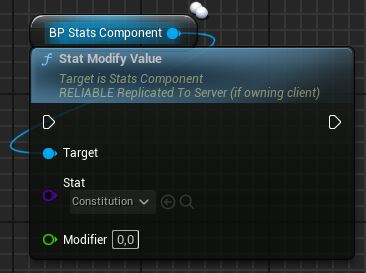 BP Stats Component
Stat Modify Value
Target is Stats Component
RELIABLE Replicated To Server (if owning client)
Target
Stat
Constitution
Modifier 0,0